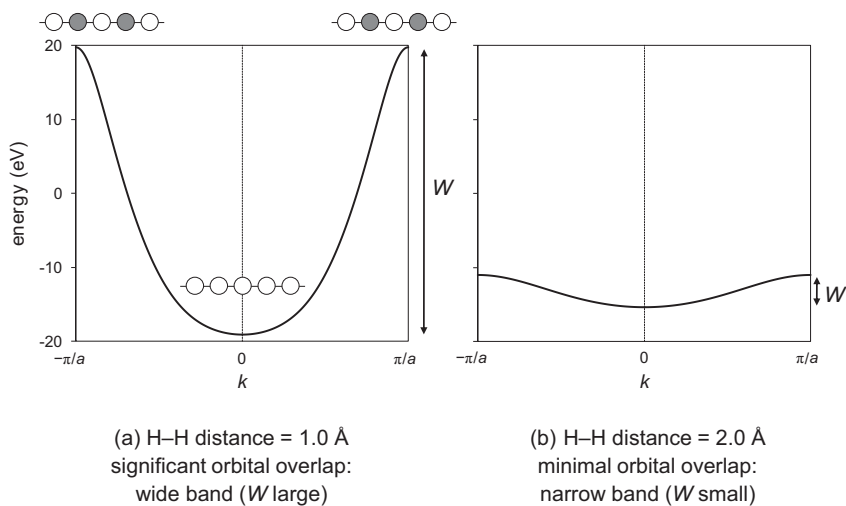 energy (eV)
20
10
0
-10
-20
−π/a
0
π/a
k
W
−π/a
0
π/a
k
W
(a) H–H distance = 1.0 Å
significant orbital overlap:
wide band (W large)
(b) H–H distance = 2.0 Å
minimal orbital overlap:
narrow band (W small)